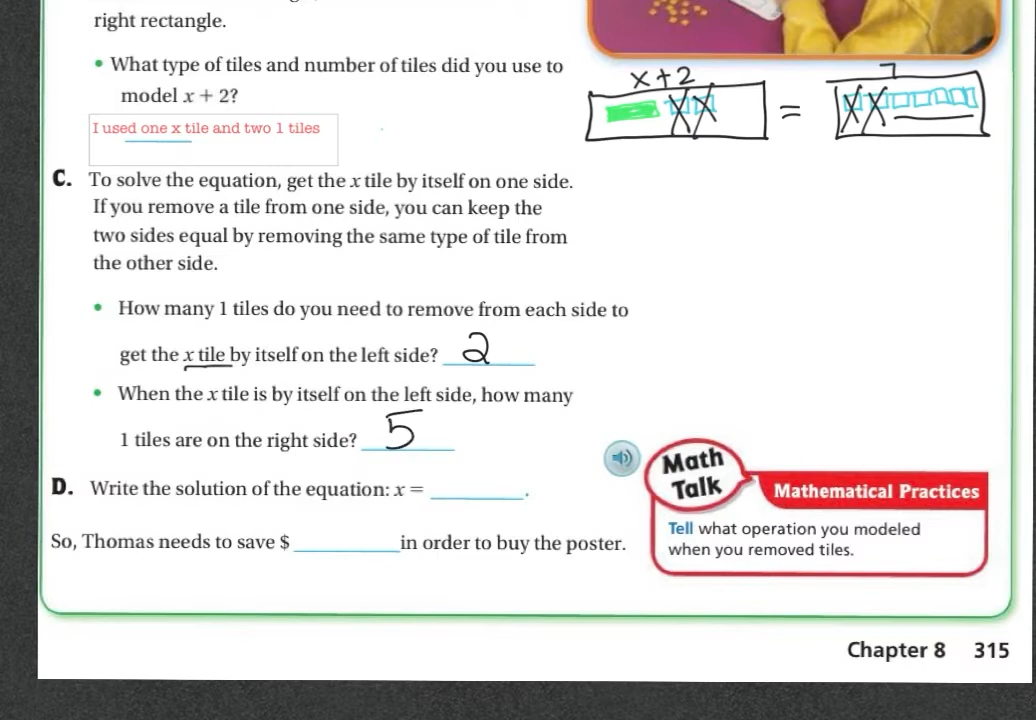 right rectangle.
• What type of tiles and number of tiles did you use to
model x + 2?
I used one x tile and two 1 tiles
x+2
=
7
C. To solve the equation, get the x tile by itself on one side.
If you remove a tile from one side, you can keep the
two sides equal by removing the same type of tile from
the other side.
• How many 1 tiles do you need to remove from each side to
get the x tile by itself on the left side? 2
• When the x tile is by itself on the left side, how many
1 tiles are on the right side? 5
D. Write the solution of the equation: x = ________.
So, Thomas needs to save $ ________ in order to buy the poster.
Math
Talk
Mathematical Practices
Tell what operation you modeled
when you removed tiles.
Chapter 8 315